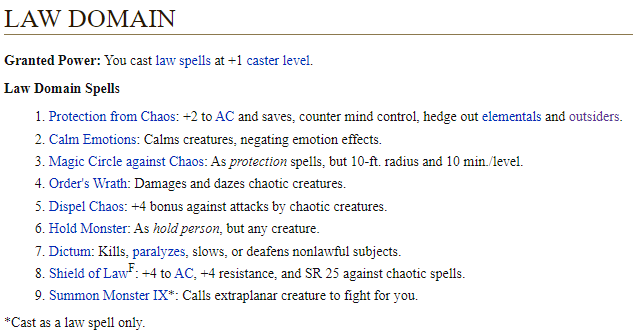 LAW DOMAIN
Granted Power: You cast law spells at +1 caster level.
Law Domain Spells
1. Protection from Chaos: +2 to AC and saves, counter mind control, hedge out elementals and outsiders.
2. Calm Emotions: Calms creatures, negating emotion effects.
3. Magic Circle against Chaos: As protection spells, but 10-ft. radius and 10 min./level.
4. Order's Wrath: Damages and dazes chaotic creatures.
5. Dispel Chaos: +4 bonus against attacks by chaotic creatures.
6. Hold Monster: As hold person, but any creature.
7. Dictum: Kills, paralyzes, slows, or deafens nonlawful subjects.
8. Shield of LawF: +4 to AC, +4 resistance, and SR 25 against chaotic spells.
9. Summon Monster IX*: Calls extraplanar creature to fight for you.
*Cast as a law spell only.